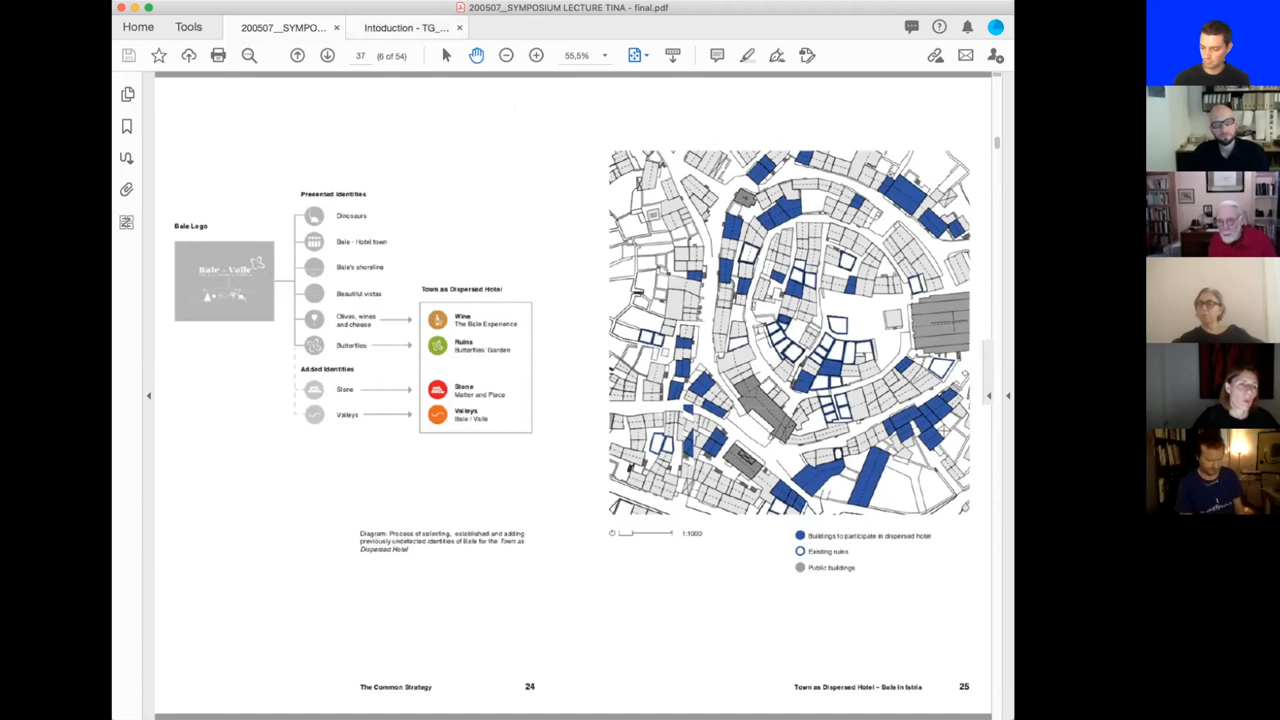 200507__SYMPOSIUM LECTURE TINA - final.pdf
Home
Tools
200507__SYMPO...
×
Intoduction - TG_...
×
37
(6 of 54)
55,5%
Presented Identities
Bale Logo
Bale - Valle
Dinosaurs
Bale - Hotel town
Bale's shoreline
Beautiful vistas
Olives, wines
and cheese
Butterflies
Added Identities
Stone
Valleys
Town as Dispersed Hotel
Wine
The Bale Experience
Ruins
Butterflies' Garden
Stone
Matter and Place
Valleys
Bale / Valle
Diagram: Process of selecting, established and adding
previously undetected identities of Bale for the Town as
Dispersed Hotel
1:1000
Buildings to participate in dispersed hotel
Existing ruins
Public buildings
The Common Strategy
24
Town as Dispersed Hotel – Bale in Istria
25